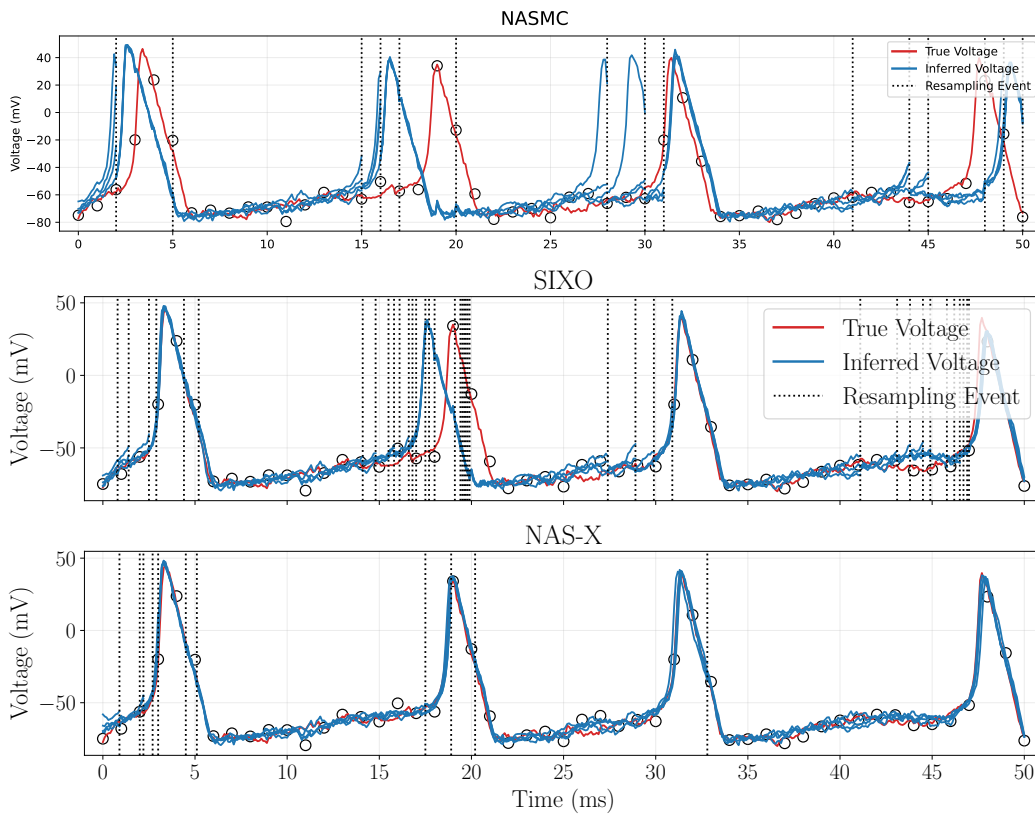 NASMC
Voltage (mV)
40
20
0
−20
−40
−60
−80
True Voltage
Inferred Voltage
Resampling Event
0 5 10 15 20 25 30 35 40 45 50
SIXO
Voltage (mV)
50
0
−50
True Voltage
Inferred Voltage
Resampling Event
NAS-X
Voltage (mV)
50
0
−50
0 5 10 15 20 25 30 35 40 45 50
Time (ms)